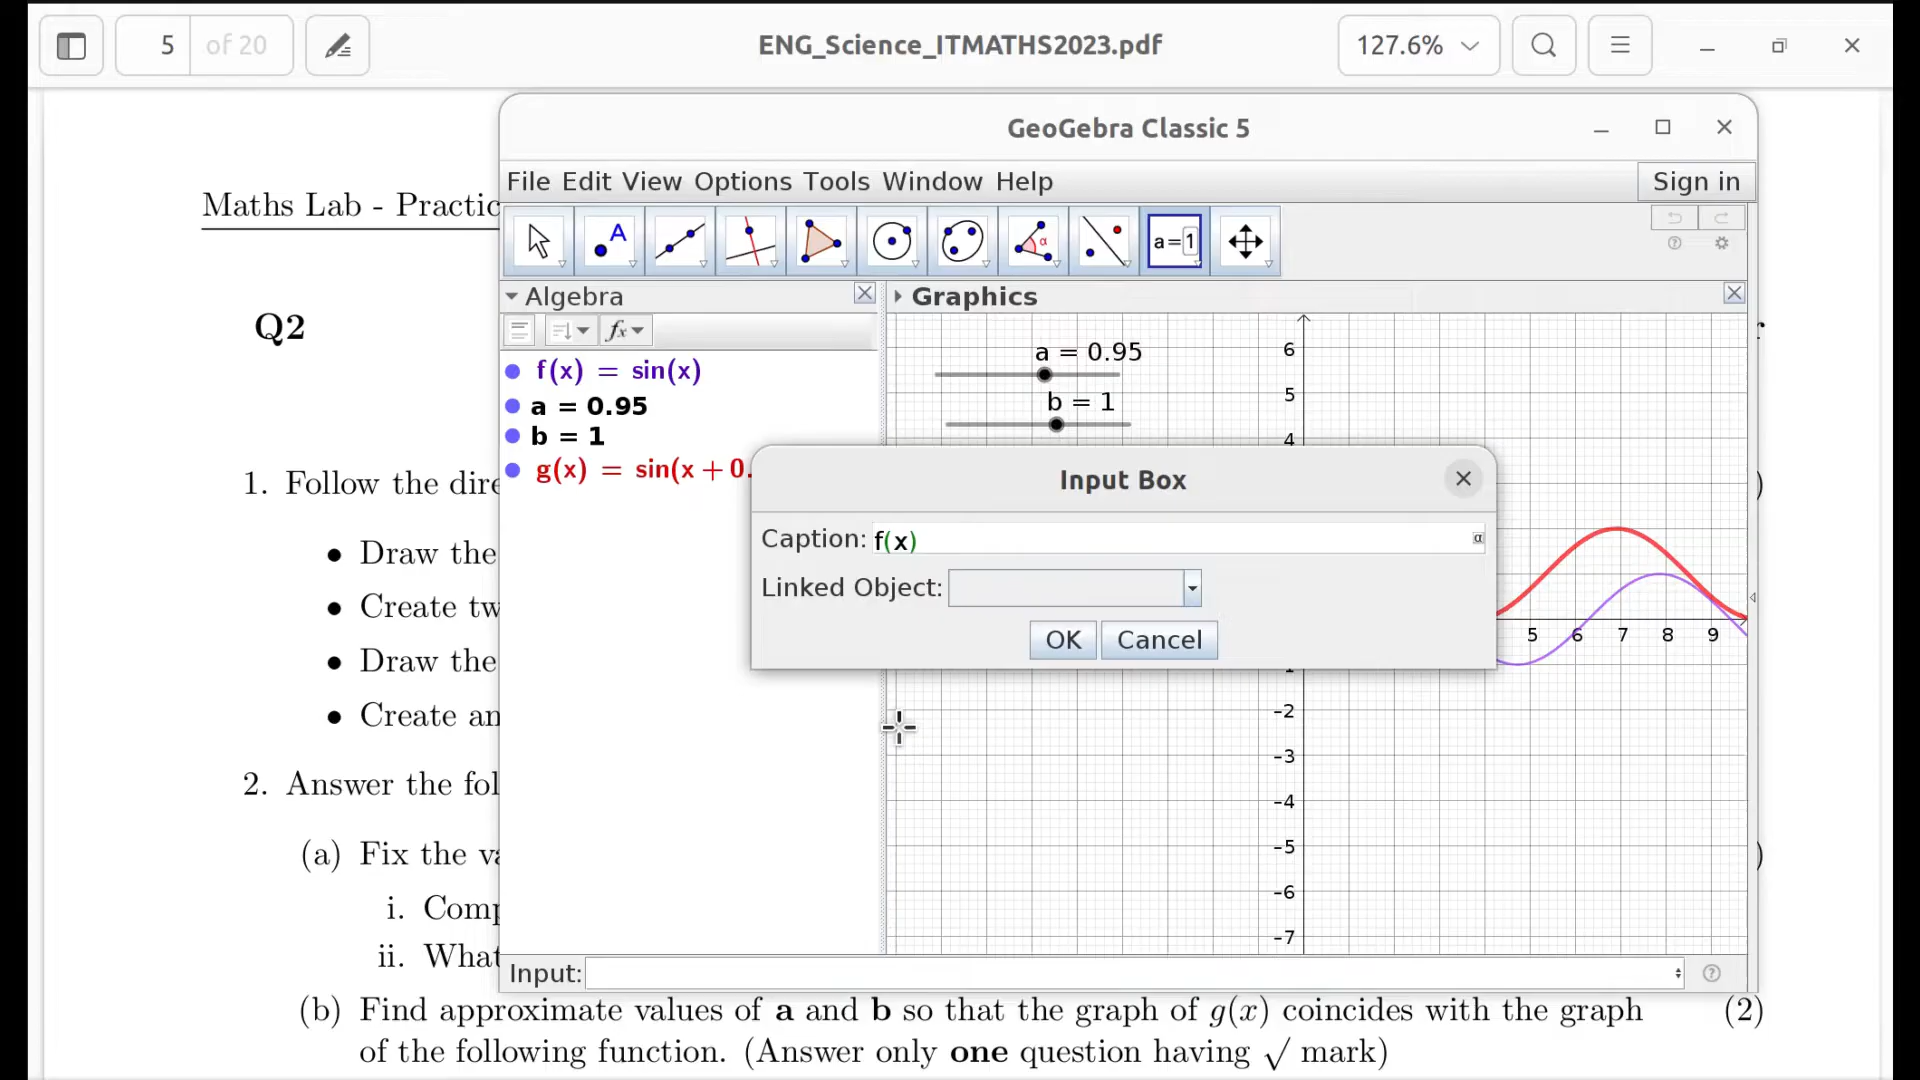 5 of 20
ENG_Science_ITMATHS2023.pdf
127.6%
GeoGebra Classic 5
File Edit View Options Tools Window Help
Sign in
Maths Lab - Practic
A
α
a=1
Algebra
Graphics
fx
Q2
f(x) = sin(x)
a = 0.95
b = 1
g(x) = sin(x + 0.
a = 0.95
b = 1
6
5
4
Input Box
Caption: f(x)
α
Linked Object:
OK Cancel
5 6 7 8 9
-2
-3
-4
-5
-6
-7
1. Follow the dire
• Draw the
• Create tw
• Draw the
• Create an
2. Answer the fol
(a) Fix the va
i. Comp
ii. What
Input:
(b) Find approximate values of a and b so that the graph of g(x) coincides with the graph (2)
of the following function. (Answer only one question having √ mark)